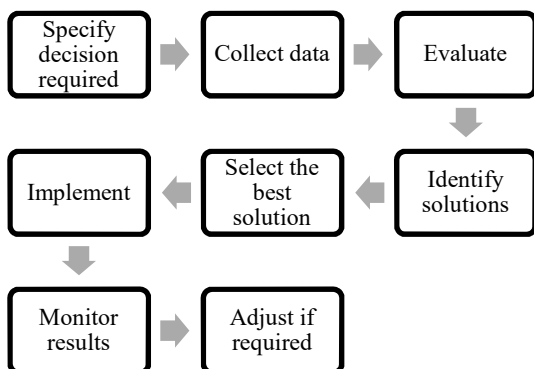 Specify
decision
required
Collect data
Evaluate
Identify
solutions
Select the
best
solution
Implement
Monitor
results
Adjust if
required